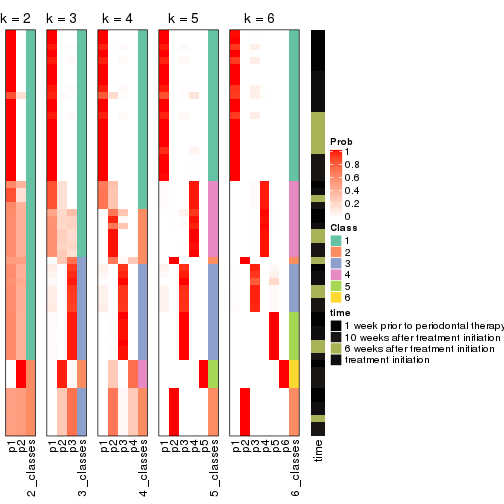 k = 2
k = 3
k = 4
k = 5
k = 6
Prob
1
0.8
0.6
0.4
0.2
0
Class
1
2
3
4
5
6
time
1 week prior to periodontal therapy
10 weeks after treatment initiation
6 weeks after treatment initiation
treatment initiation
p1
p2
2_classes
p1
p2
p3
3_classes
p1
p2
p3
p4
4_classes
p1
p2
p3
p4
p5
5_classes
p1
p2
p3
p4
p5
p6
6_classes
time